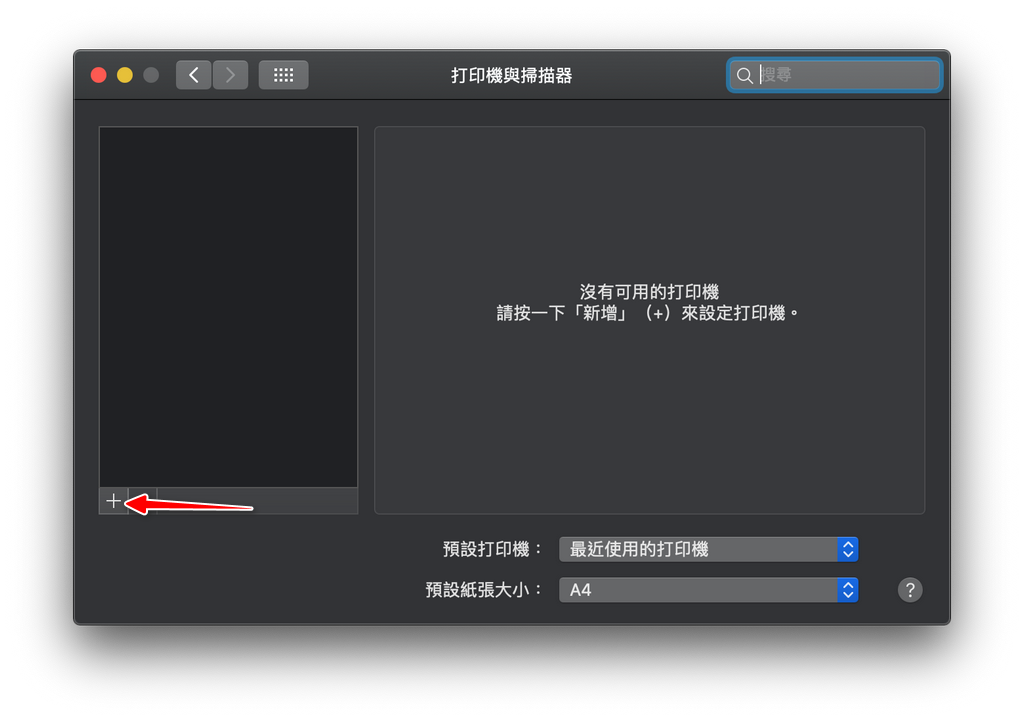 打印機與掃描器
搜尋
沒有可用的打印機
請按一下「新增」（+）來設定打印機。
預設打印機：
最近使用的打印機
預設紙張大小：
A4
?